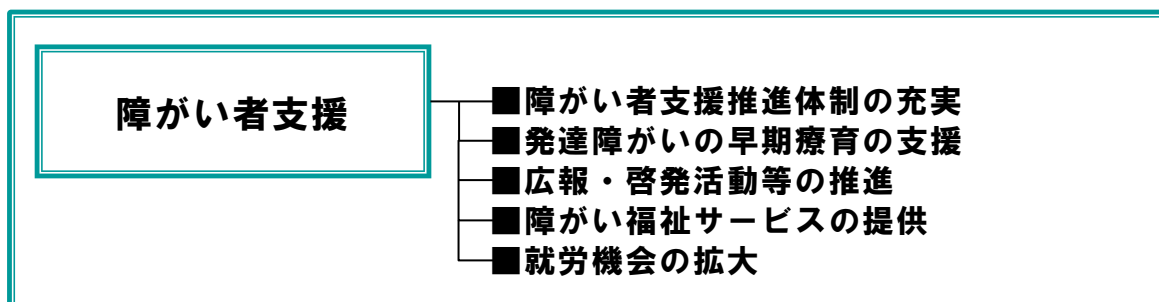 障がい者支援
■障がい者支援推進体制の充実
■発達障がいの早期療育の支援
■広報・啓発活動等の推進
■障がい福祉サービスの提供
■就労機会の拡大